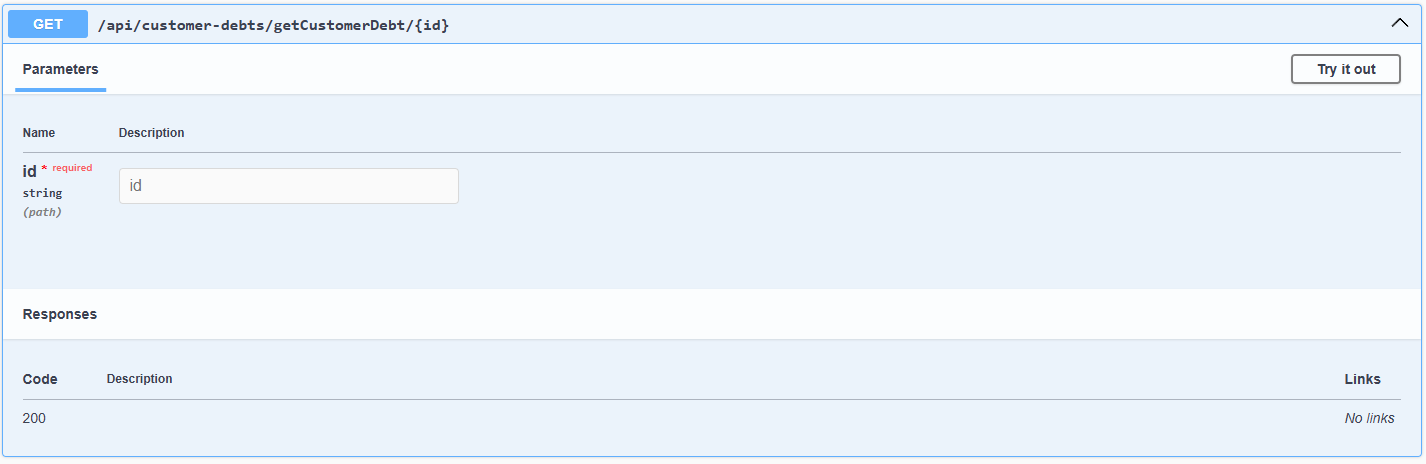 GET /api/customer-debts/getCustomerDebt/{id}
Parameters Try it out
Name Description
id * required
id
string
(path)
Responses
Code Description Links
200 No links